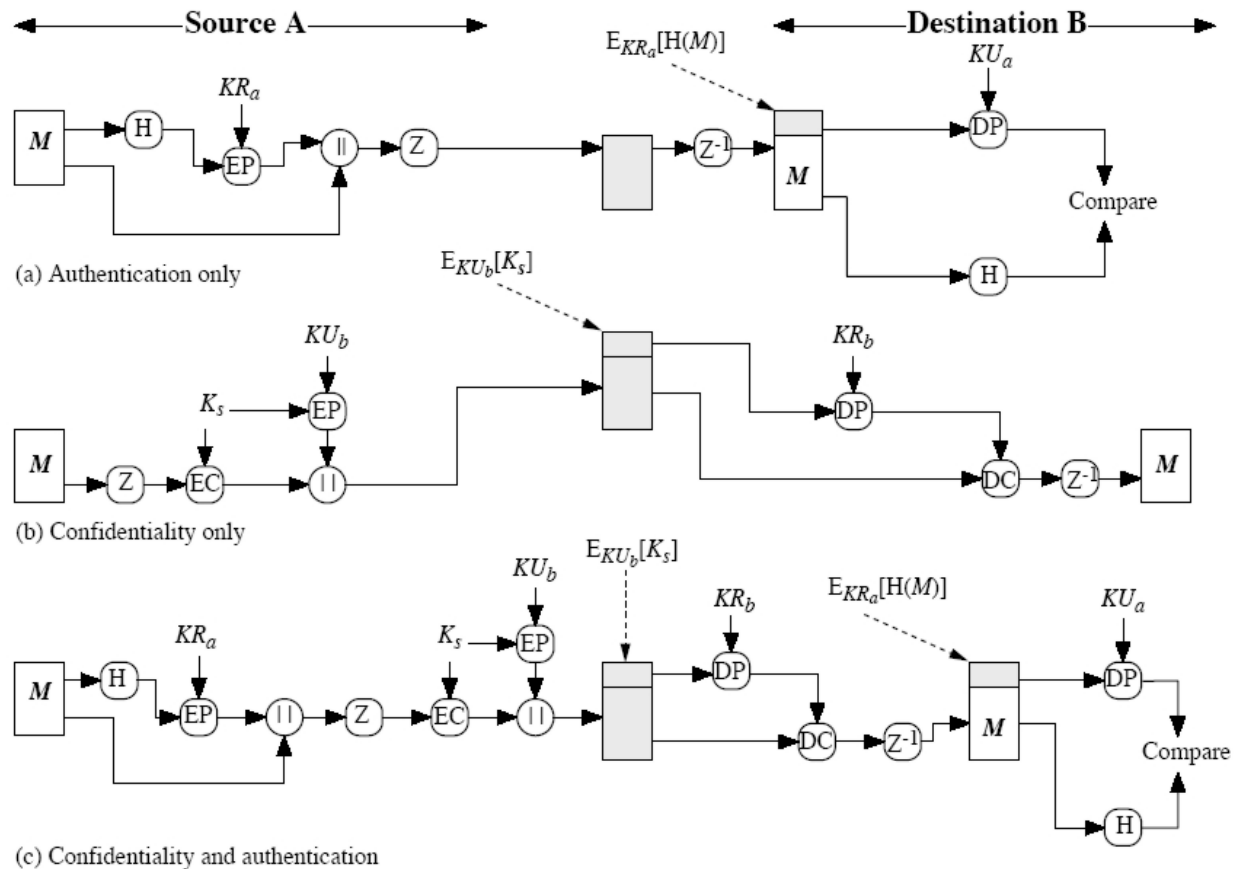 Source A
Destination B
E_{KR_a}[H(M)]
KU_a
KR_a
M
H
EP
||
Z
Z^{-1}
M
DP
Compare
H
(a) Authentication only
E_{KU_b}[K_s]
KU_b
KR_b
K_s
EP
DP
M
Z
EC
||
DC
Z^{-1}
M
(b) Confidentiality only
E_{KU_b}[K_s]
KU_b
KR_b
E_{KR_a}[H(M)]
KU_a
KR_a
K_s
EP
M
H
EP
||
Z
EC
||
DP
DC
Z^{-1}
M
DP
Compare
H
(c) Confidentiality and authentication